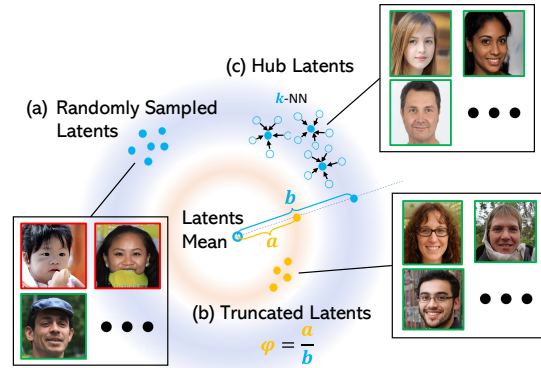 (c) Hub Latents
k-NN
(a) Randomly Sampled
Latents
b
Latents
Mean
a
(b) Truncated Latents
φ = a
b